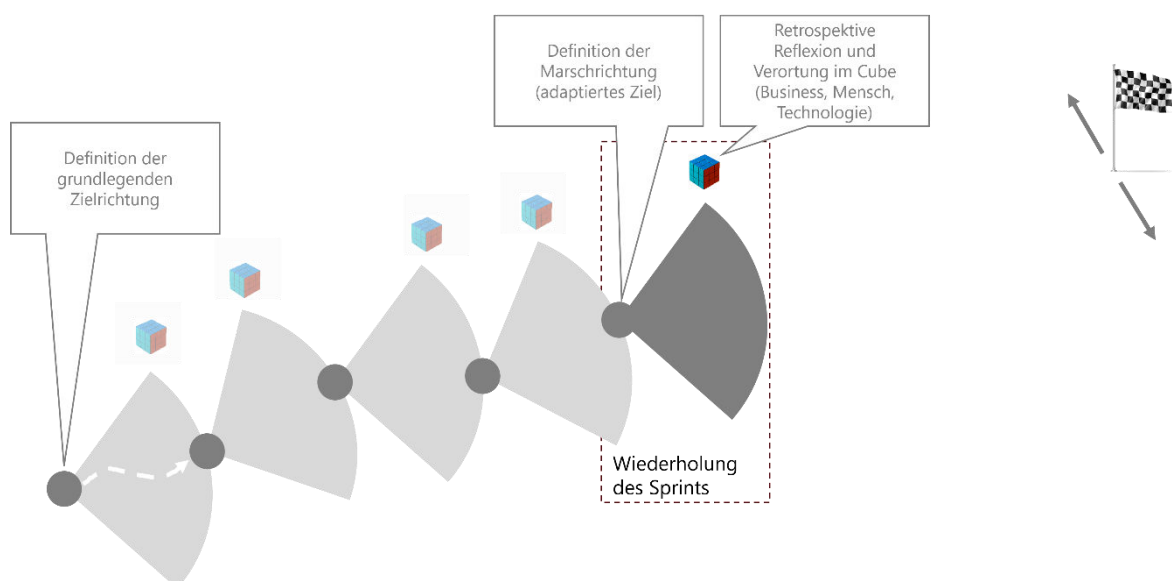 Definition der
grundlegenden
Zielrichtung
Definition der
Marschrichtung
(adaptiertes Ziel)
Retrospektive
Reflexion und
Verortung im Cube
(Business, Mensch,
Technologie)
Wiederholung
des Sprints